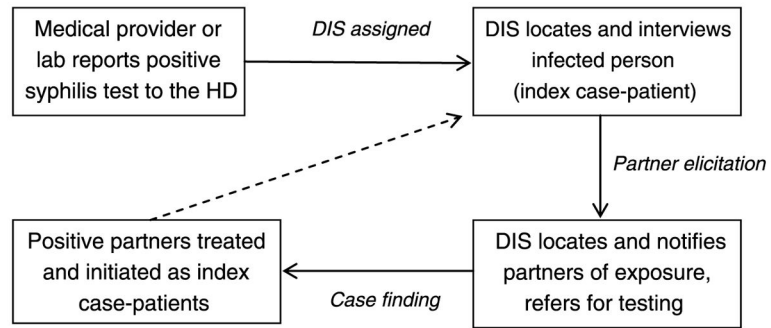 Medical provider or
lab reports positive
syphilis test to the HD
DIS assigned
DIS locates and interviews
infected person
(index case-patient)
Partner elicitation
DIS locates and notifies
partners of exposure,
refers for testing
Case finding
Positive partners treated
and initiated as index
case-patients